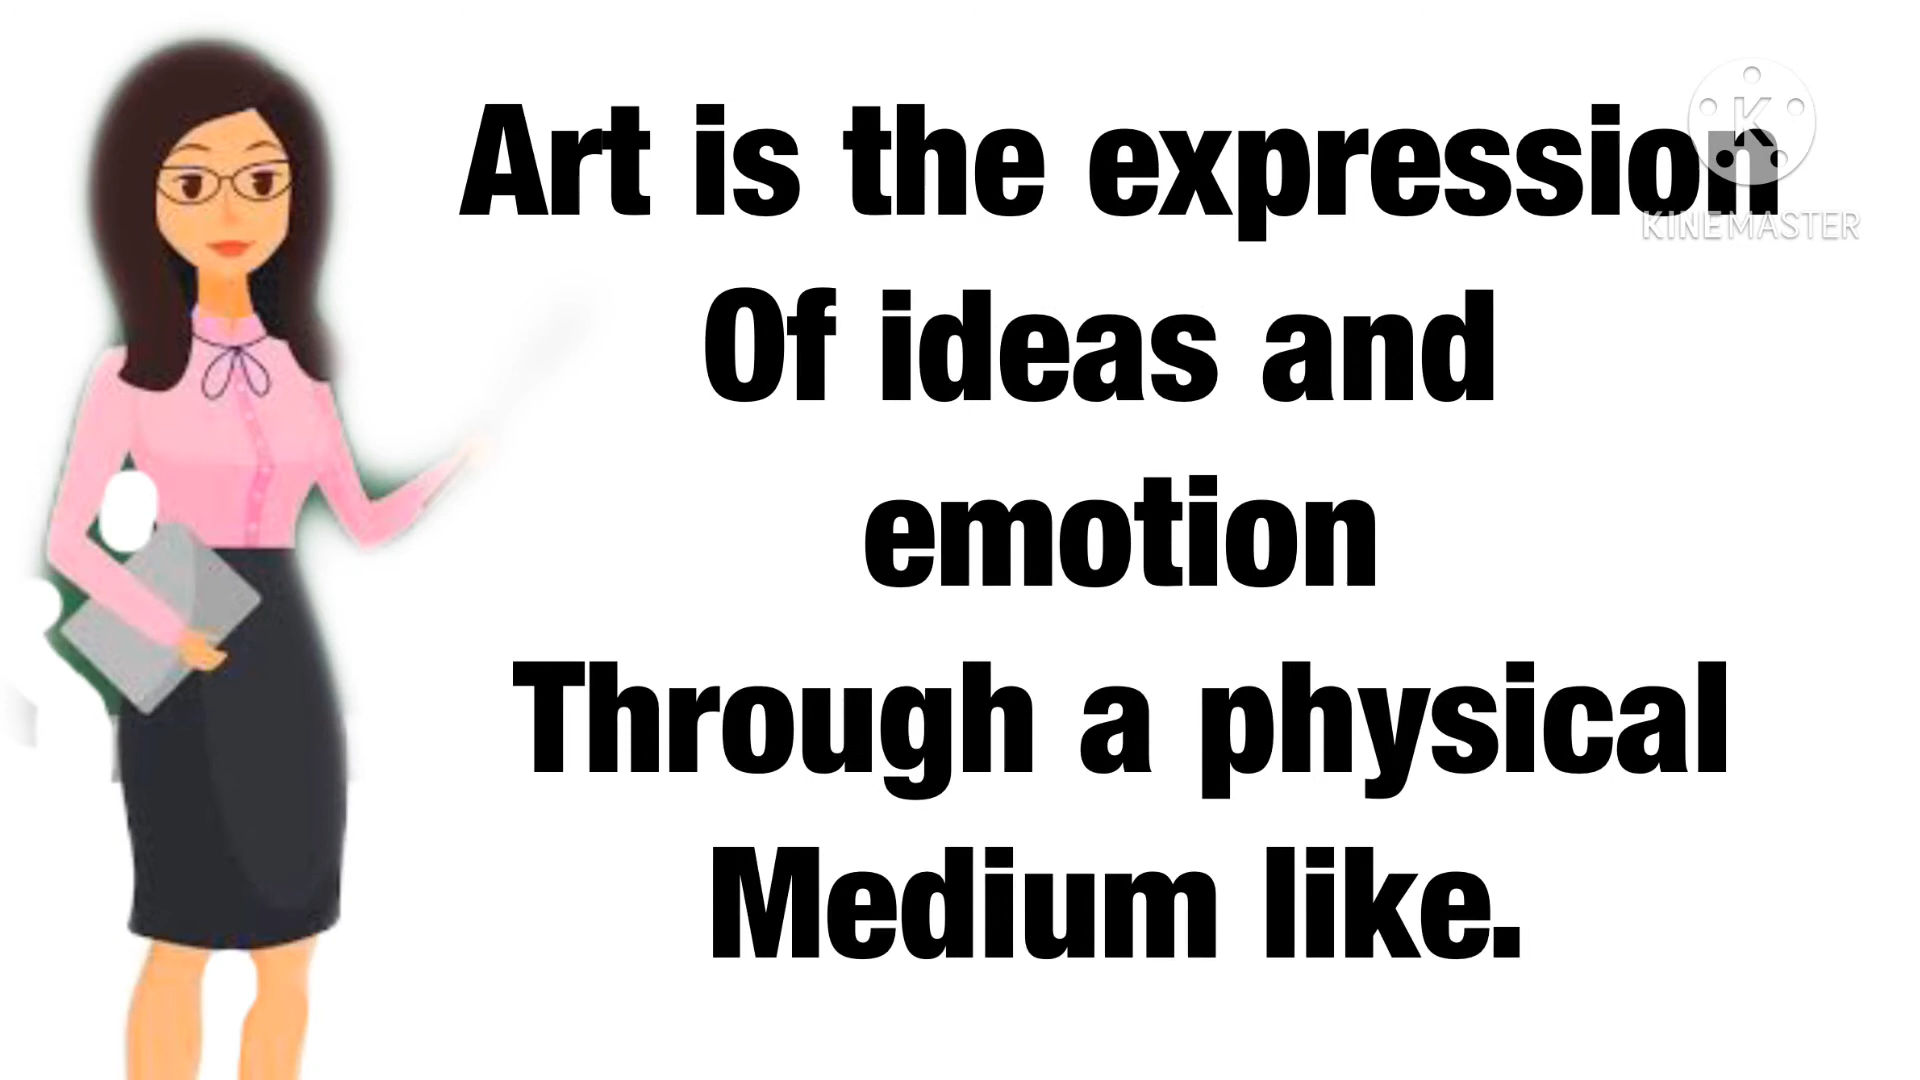 Art is the expression
K
KINEMASTER
Of ideas and
emotion
Through a physical
Medium like.